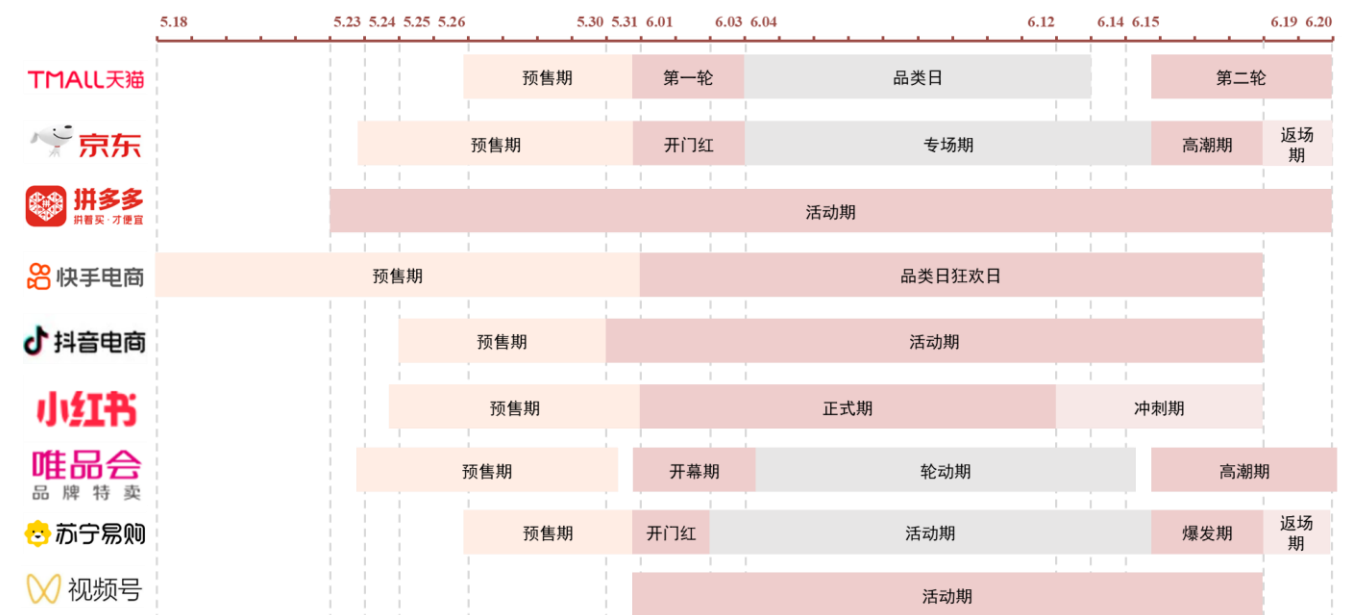 5.18 5.23 5.24 5.25 5.26 5.30 5.31 6.01 6.03 6.04 6.12 6.14 6.15 6.19 6.20
TMALL天猫 预售期 第一轮 品类日 第二轮
京东 预售期 开门红 专场期 高潮期 返场
期
拼多多 活动期
拼着买·才便宜
快手电商 预售期 品类日狂欢日
抖音电商 预售期 活动期
小红书 预售期 正式期 冲刺期
唯品会 预售期 开幕期 轮动期 高潮期
品牌特卖
苏宁易购 预售期 开门红 活动期 爆发期 返场
期
视频号 活动期